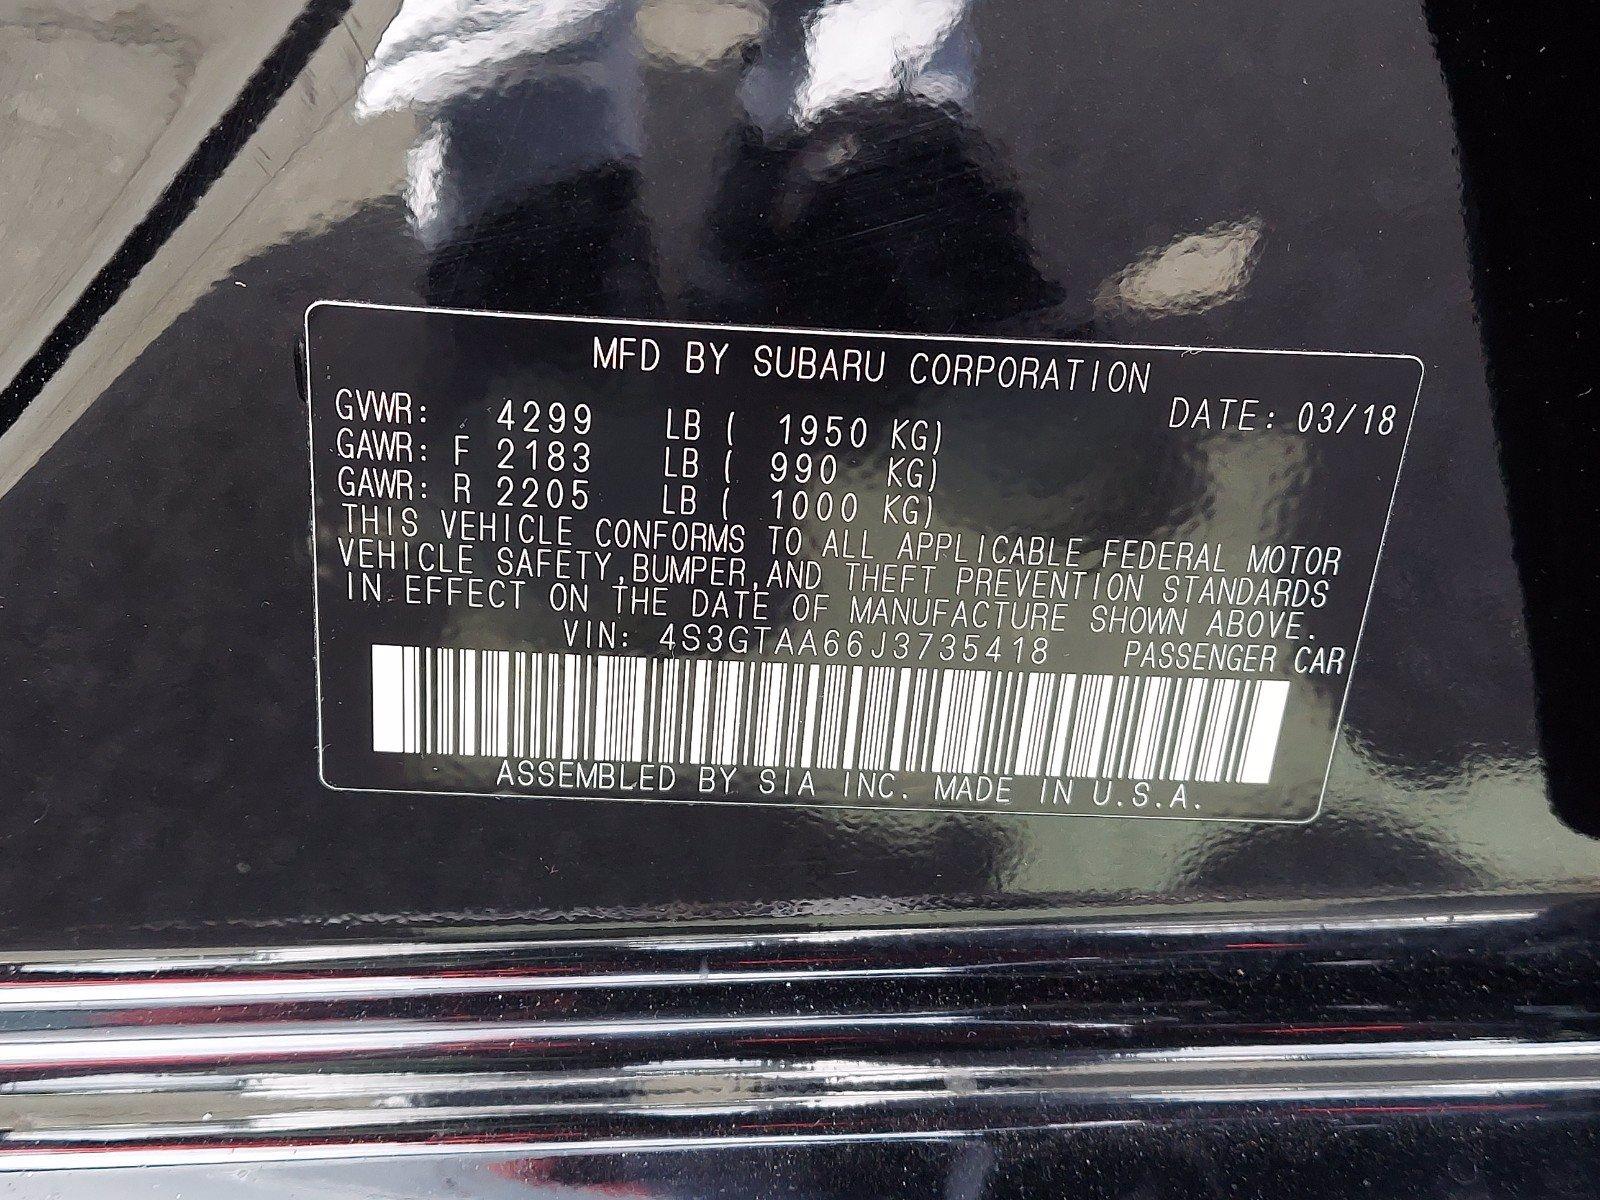 MFD BY SUBARU CORPORATION
GVWR: 4299 LB ( 1950 KG) DATE: 03/18
GAWR: F 2183 LB ( 990 KG)
GAWR: R 2205 LB ( 1000 KG)
THIS VEHICLE CONFORMS TO ALL APPLICABLE FEDERAL MOTOR
VEHICLE SAFETY,BUMPER,AND THEFT PREVENTION STANDARDS
IN EFFECT ON THE DATE OF MANUFACTURE SHOWN ABOVE.
VIN: 4S3GTAA66J3735418 PASSENGER CAR
ASSEMBLED BY SIA INC. MADE IN U.S.A.